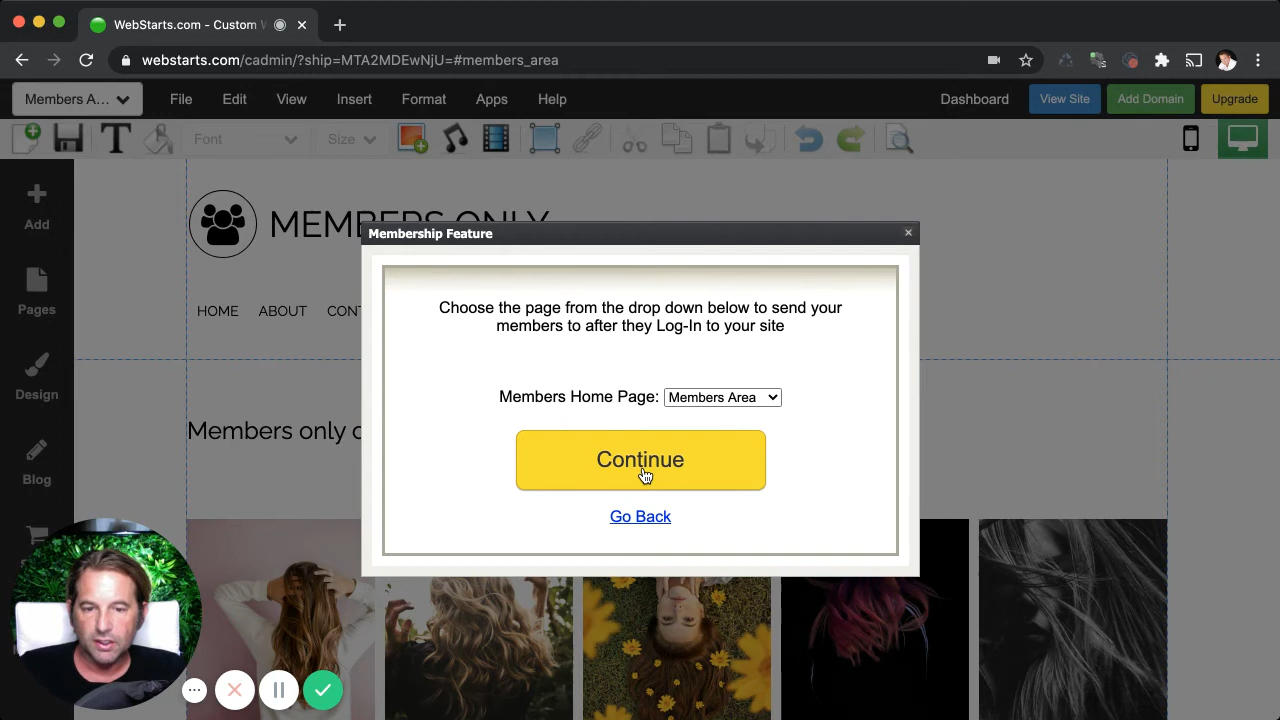 WebStarts.com - Custom W
webstarts.com/cadmin/?ship=MTA2MDEwNjU=#members_area
Members A...
File
Edit
View
Insert
Format
Apps
Help
Dashboard
View Site
Add Domain
Upgrade
T
Font
Size
Add
Pages
Design
Blog
MEMBERS ONLY
HOME
ABOUT
CONT
Members only c
Membership Feature
Choose the page from the drop down below to send your
members to after they Log-In to your site
Members Home Page: Members Area
Continue
Go Back